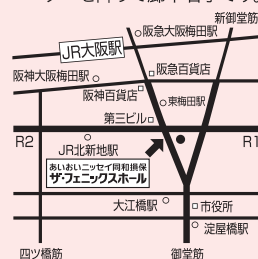 新御堂筋
阪急大阪梅田駅
JR大阪駅
阪神大阪梅田駅
阪急百貨店
阪神百貨店
東梅田駅
第三ビル
R2
R1
JR北新地駅
あいおいニッセイ同和損保
ザ・フェニックスホール
大江橋駅
市役所
淀屋橋駅
四ツ橋筋
御堂筋